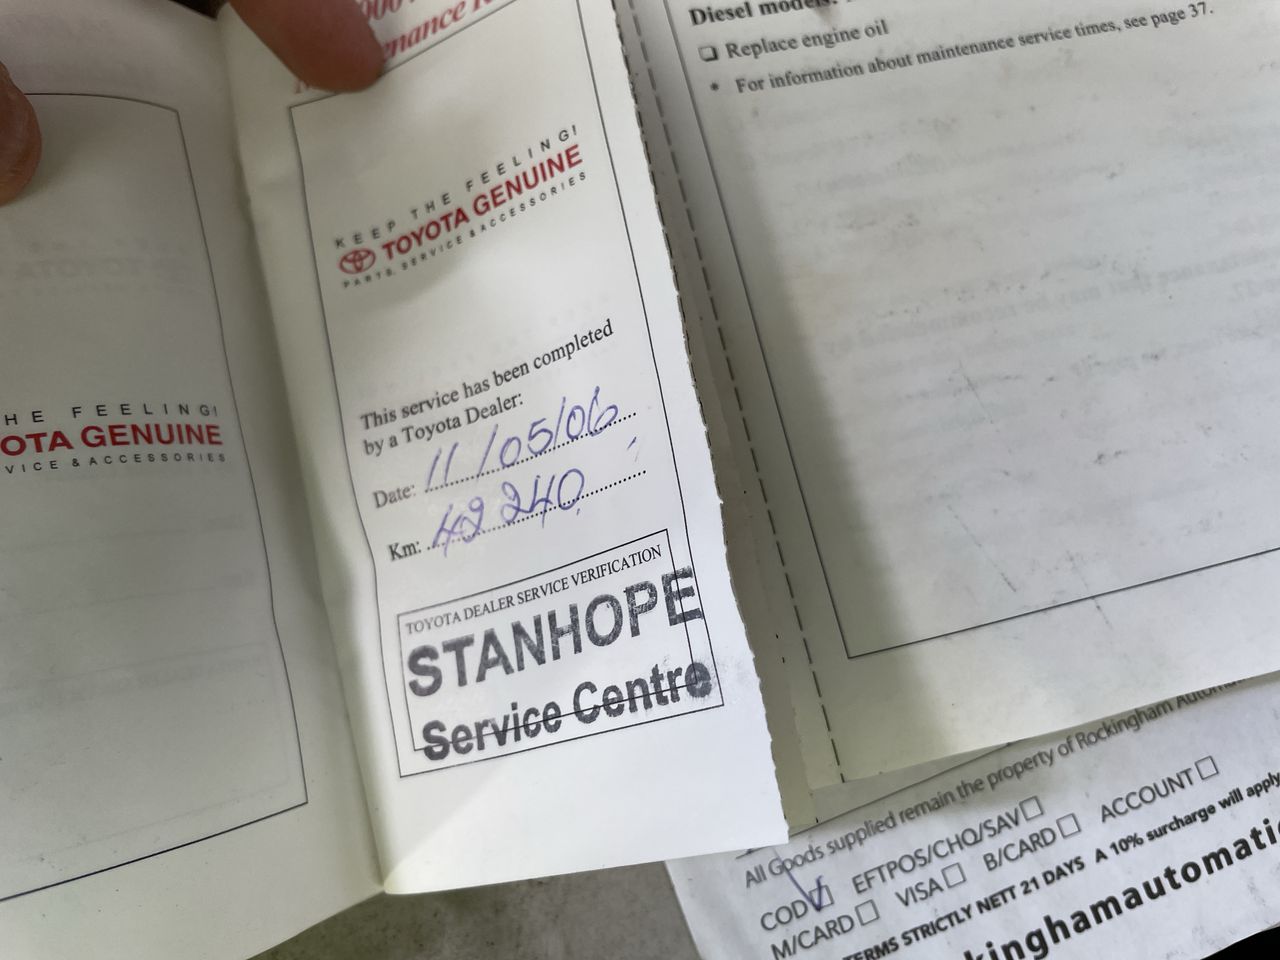 HE FEELING!
OTA GENUINE
VICE & ACCESSORIES
KEEP THE FEELING!
TOYOTA GENUINE
PARTS, SERVICE & ACCESSORIES
This service has been completed
by a Toyota Dealer:
Date: 11/05/06
Km: 42 240
TOYOTA DEALER SERVICE VERIFICATION
STANHOPE
Service Centre
Diesel models:
Replace engine oil
* For information about maintenance service times, see page 37.
All Goods supplied remain the property of Rockingham Automa
COD EFTPOS/CHQ/SAV
M/CARD VISA B/CARD ACCOUNT
TERMS STRICTLY NETT 21 DAYS A 10% surcharge will apply
kinghamautomati